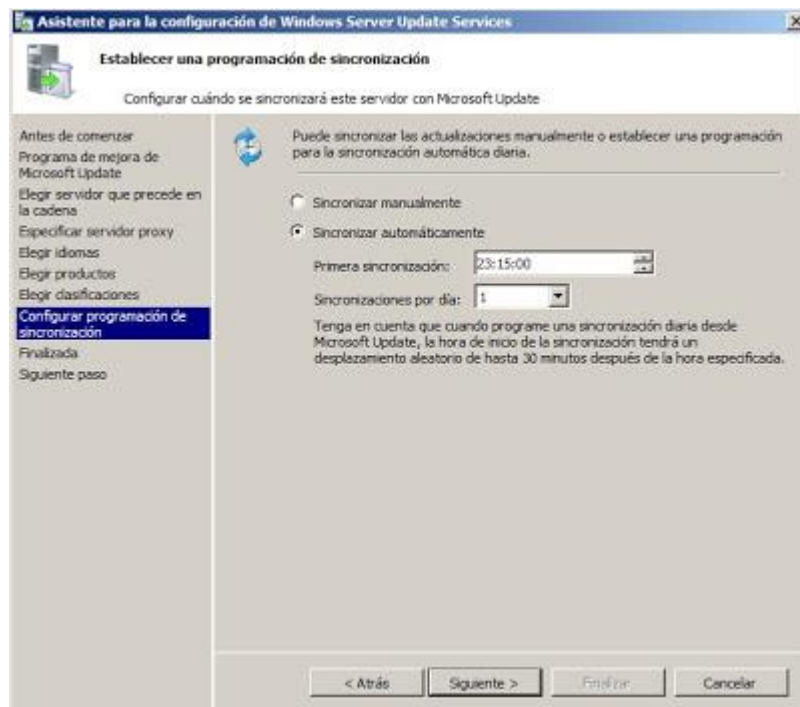 Asistente para la configuración de Windows Server Update Services
Establecer una programación de sincronización
Configurar cuándo se sincronizará este servidor con Microsoft Update
Antes de comenzar
Programa de mejora de
Microsoft Update
Elegir servidor que precede en
la cadena
Especificar servidor proxy
Elegir idiomas
Elegir productos
Elegir clasificaciones
Configurar programación de
sincronización
Finalizada
Siguiente paso
Puede sincronizar las actualizaciones manualmente o establecer una programación
para la sincronización automática diaria.
Sincronizar manualmente
Sincronizar automáticamente
Primera sincronización: 23:15:00
Sincronizaciones por día: 1
Tenga en cuenta que cuando programe una sincronización diaria desde
Microsoft Update, la hora de inicio de la sincronización tendrá un
desplazamiento aleatorio de hasta 30 minutos después de la hora especificada.
< Atrás Siguiente > Finalizar Cancelar